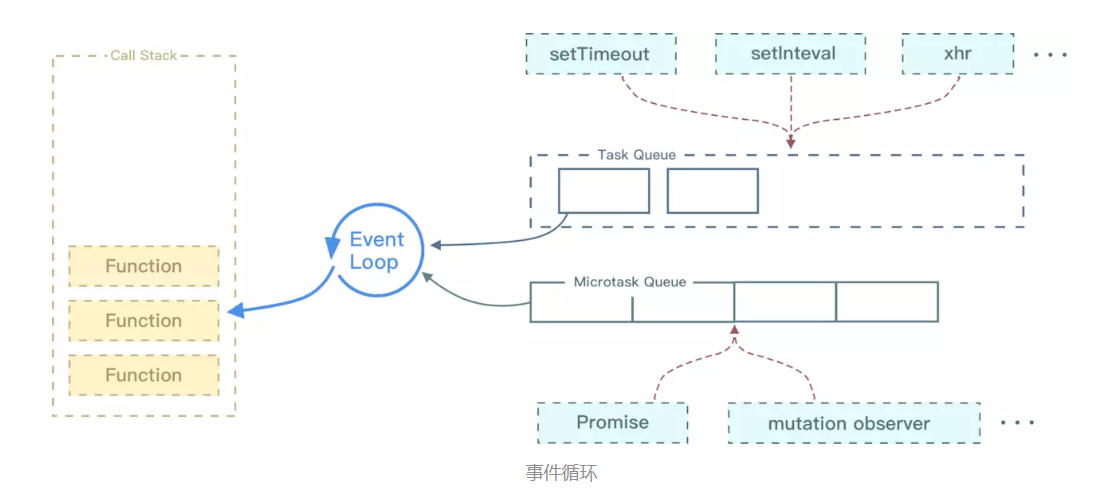 Call Stack
setTimeout
setInteval
xhr
Task Queue
Event
Loop
Function
Function
Function
Microtask Queue
Promise
mutation observer
事件循环